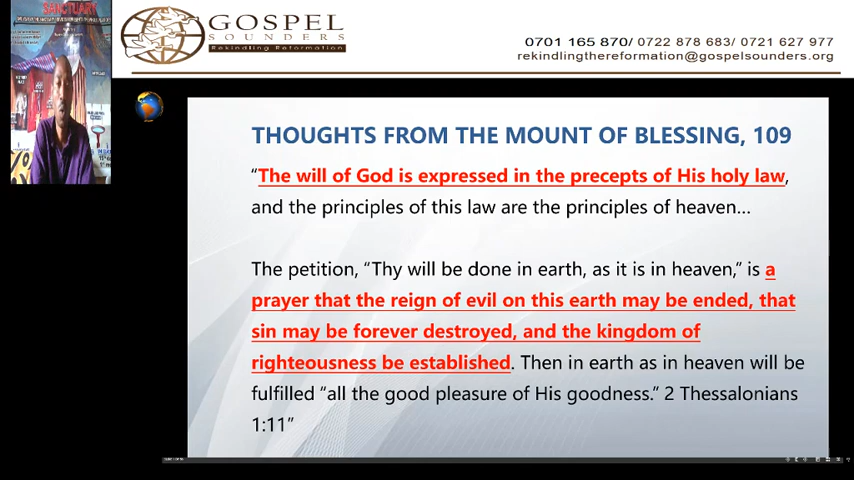 SANCTUARY
GOSPEL
SOUNDERS
Rekindling Reformation
0701 165 870/ 0722 878 683/ 0721 627 977
rekindlingthereformation@gospelsounders.org
THOUGHTS FROM THE MOUNT OF BLESSING, 109
“The will of God is expressed in the precepts of His holy law,
and the principles of this law are the principles of heaven...
The petition, “Thy will be done in earth, as it is in heaven,” is a
prayer that the reign of evil on this earth may be ended, that
sin may be forever destroyed, and the kingdom of
righteousness be established. Then in earth as in heaven will be
fulfilled “all the good pleasure of His goodness.” 2 Thessalonians
1:11”